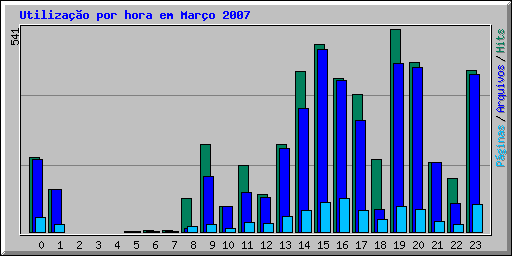 Utilização por hora em Março 2007
541
Páginas / Arquivos / Hits
0 1 2 3 4 5 6 7 8 9 10 11 12 13 14 15 16 17 18 19 20 21 22 23